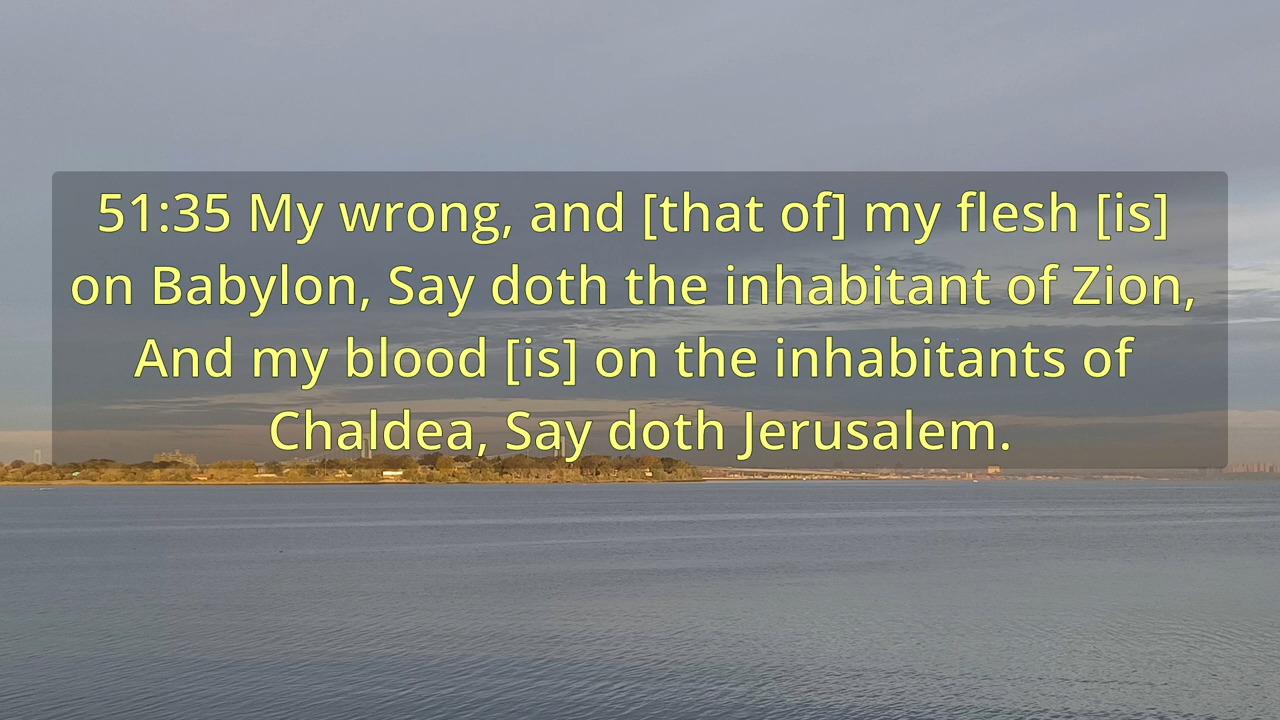 51:35 My wrong, and [that of] my flesh [is]
on Babylon, Say doth the inhabitant of Zion,
And my blood [is] on the inhabitants of
Chaldea, Say doth Jerusalem.